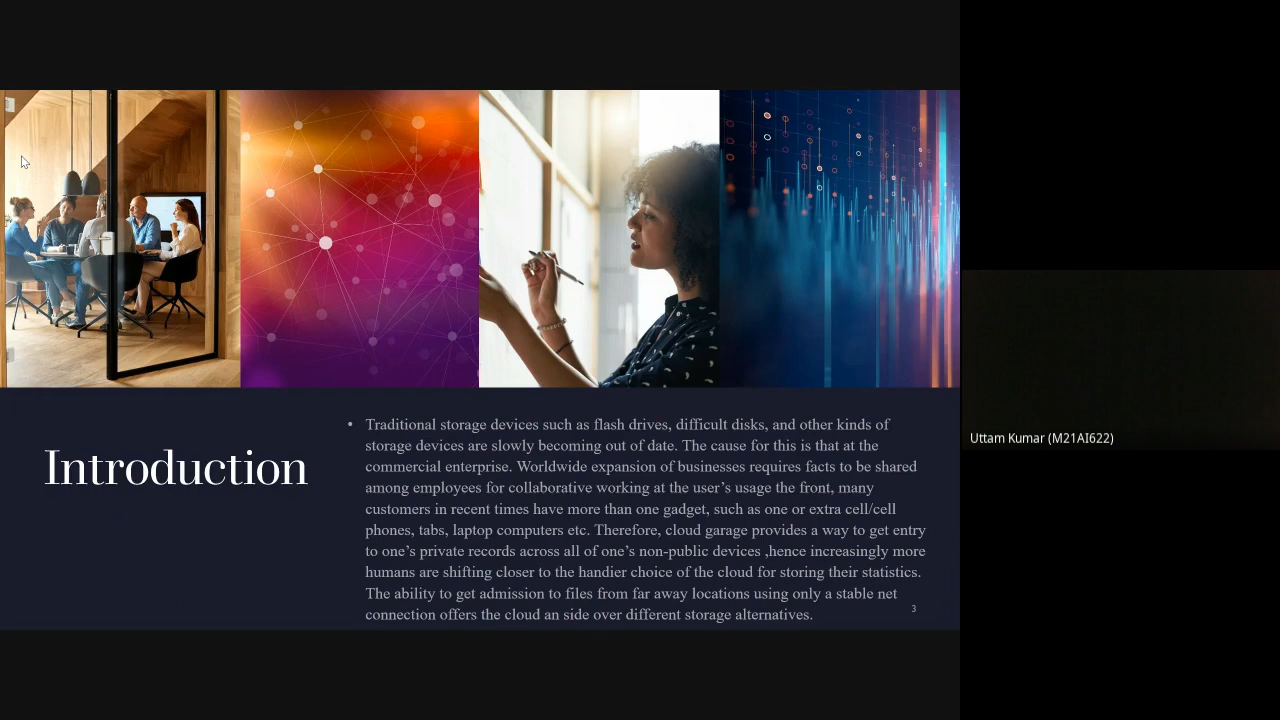 Introduction
• Traditional storage devices such as flash drives, difficult disks, and other kinds of
storage devices are slowly becoming out of date. The cause for this is that at the
commercial enterprise. Worldwide expansion of businesses requires facts to be shared
among employees for collaborative working at the user’s usage the front, many
customers in recent times have more than one gadget, such as one or extra cell/cell
phones, tabs, laptop computers etc. Therefore, cloud garage provides a way to get entry
to one’s private records across all of one’s non-public devices ,hence increasingly more
humans are shifting closer to the handier choice of the cloud for storing their statistics.
The ability to get admission to files from far away locations using only a stable net
connection offers the cloud an side over different storage alternatives.
3
Uttam Kumar (M21AI622)